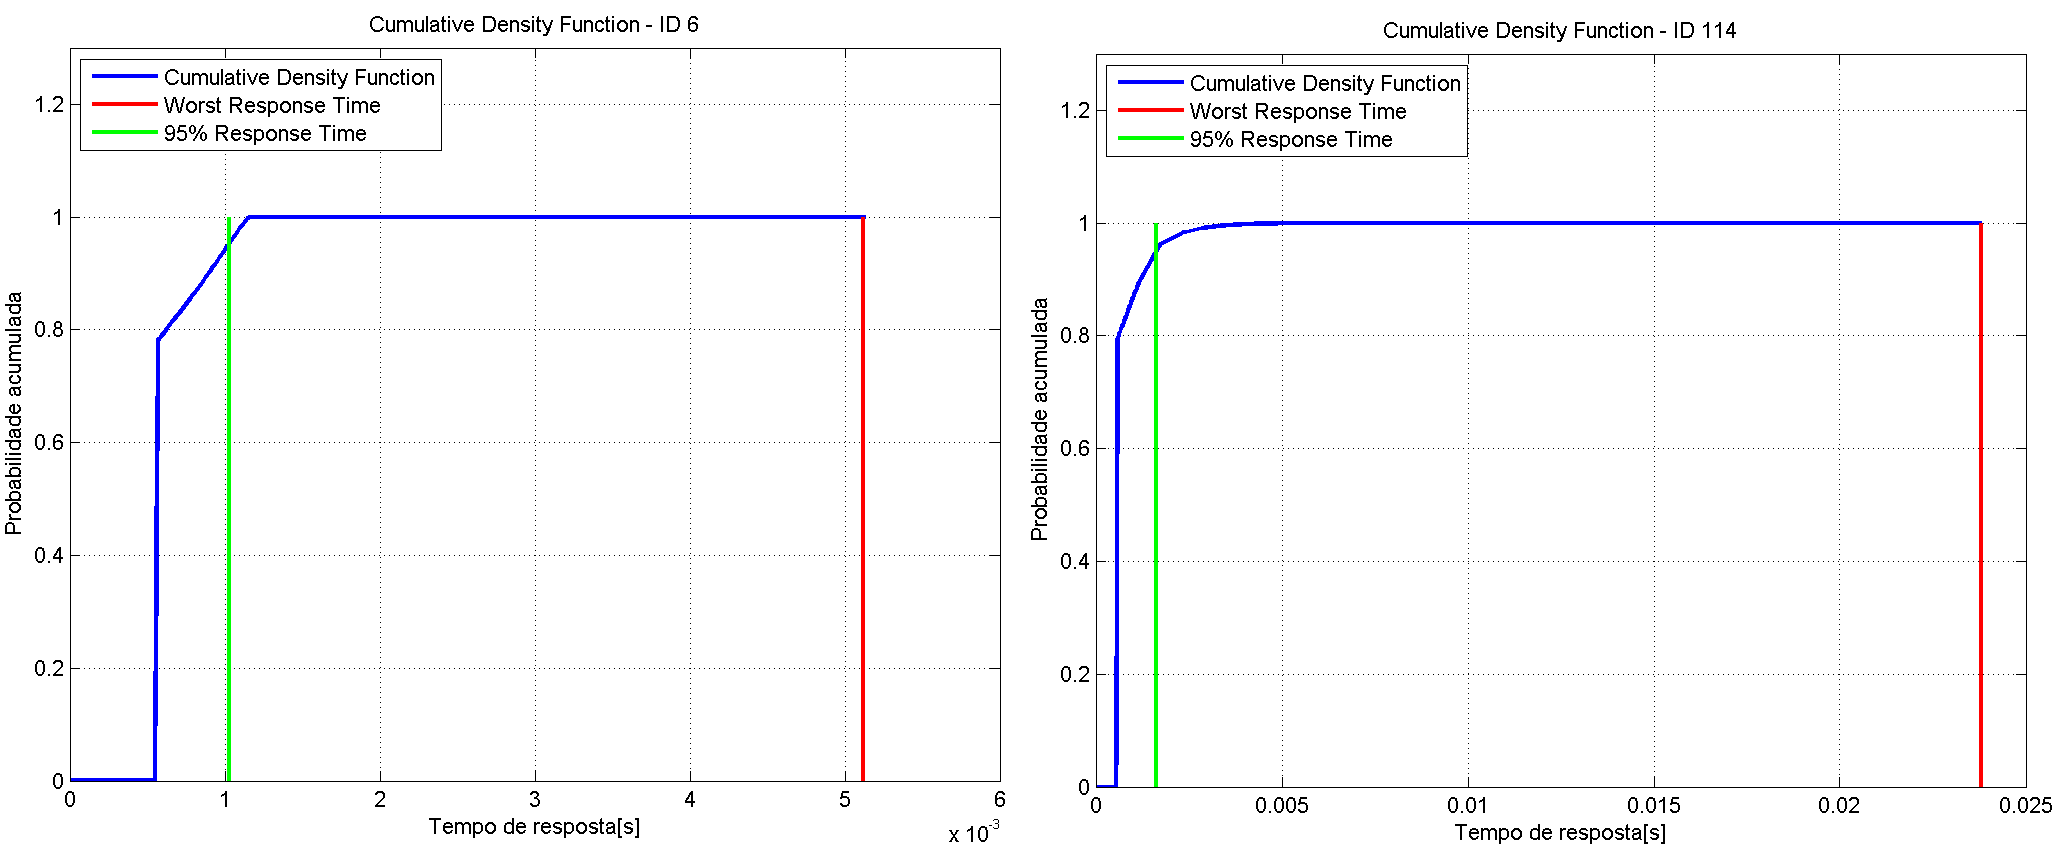 Cumulative Density Function - ID 6
Cumulative Density Function
Worst Response Time
95% Response Time
1.2
1
0.8
0.6
0.4
0.2
0
Probabilidade acumulada
0 1 2 3 4 5 6
Tempo de resposta[s]
x 10-3
Cumulative Density Function - ID 114
Cumulative Density Function
Worst Response Time
95% Response Time
1.2
1
0.8
0.6
0.4
0.2
0
Probabilidade acumulada
0 0.005 0.01 0.015 0.02 0.025
Tempo de resposta[s]